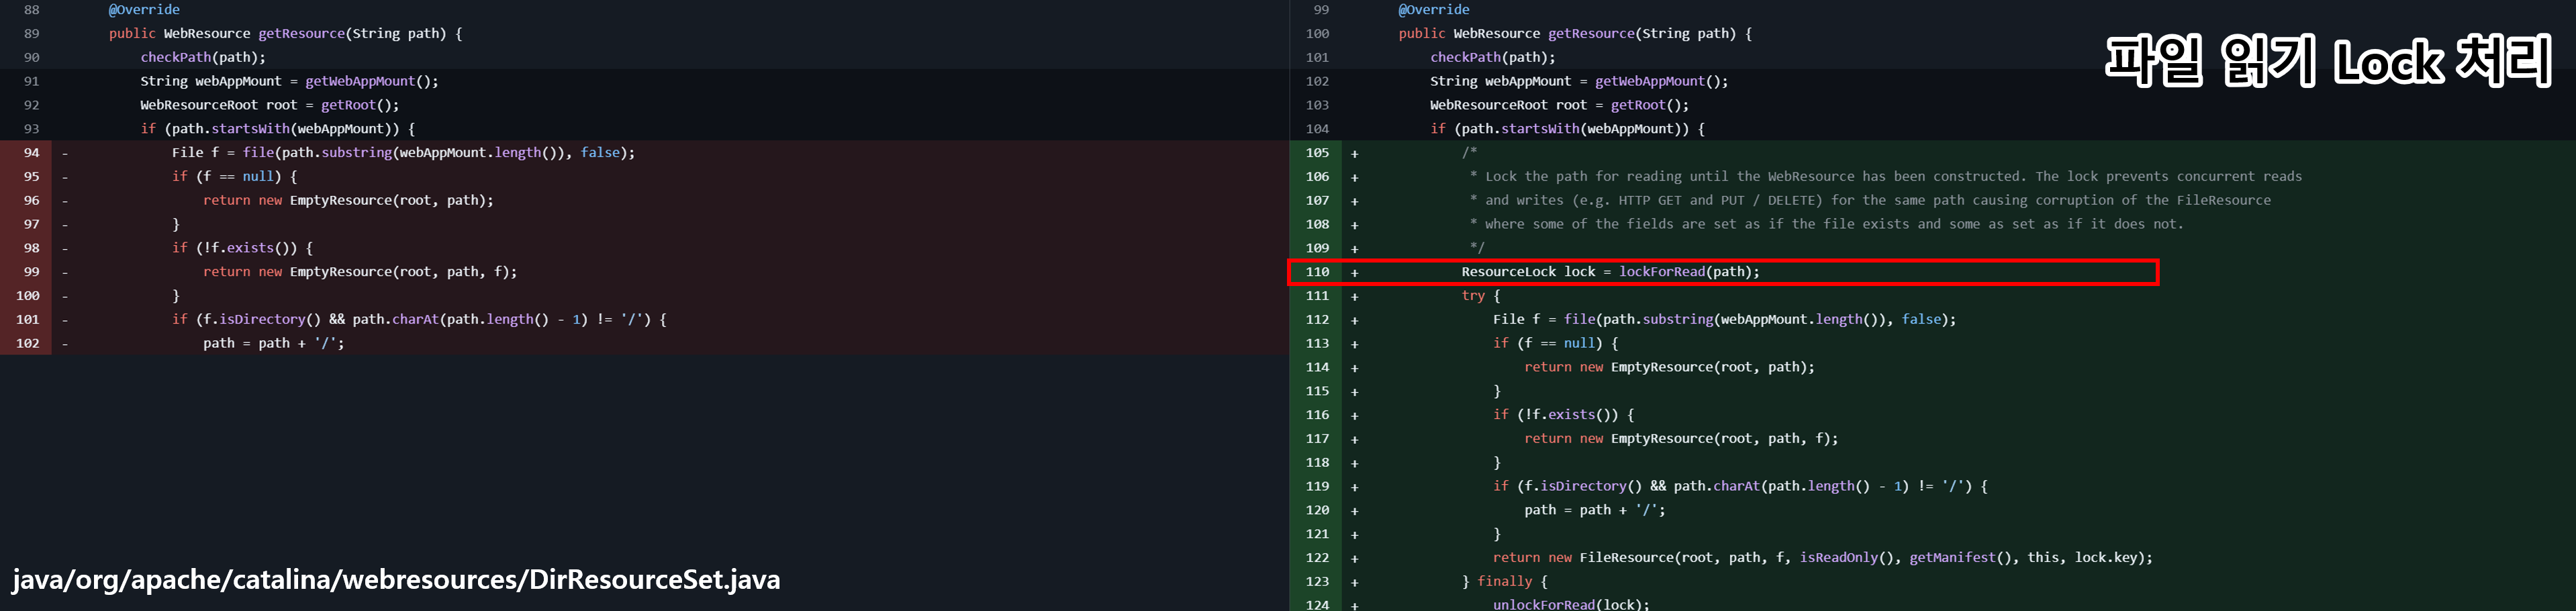 88 @Override
89 public WebResource getResource(String path) {
90 checkPath(path);
91 String webAppMount = getWebAppMount();
92 WebResourceRoot root = getRoot();
93 if (path.startsWith(webAppMount)) {
94 - File f = file(path.substring(webAppMount.length()), false);
95 - if (f == null) {
96 - return new EmptyResource(root, path);
97 - }
98 - if (!f.exists()) {
99 - return new EmptyResource(root, path, f);
100 - }
101 - if (f.isDirectory() && path.charAt(path.length() - 1) != '/') {
102 - path = path + '/';
java/org/apache/catalina/webresources/DirResourceSet.java
파일 읽기 Lock 처리
99 @Override
100 public WebResource getResource(String path) {
101 checkPath(path);
102 String webAppMount = getWebAppMount();
103 WebResourceRoot root = getRoot();
104 if (path.startsWith(webAppMount)) {
105 + /*
106 + * Lock the path for reading until the WebResource has been constructed. The lock prevents concurrent reads
107 + * and writes (e.g. HTTP GET and PUT / DELETE) for the same path causing corruption of the FileResource
108 + * where some of the fields are set as if the file exists and some as set as if it does not.
109 + */
110 + ResourceLock lock = lockForRead(path);
111 + try {
112 + File f = file(path.substring(webAppMount.length()), false);
113 + if (f == null) {
114 + return new EmptyResource(root, path);
115 + }
116 + if (!f.exists()) {
117 + return new EmptyResource(root, path, f);
118 + }
119 + if (f.isDirectory() && path.charAt(path.length() - 1) != '/') {
120 + path = path + '/';
121 + }
122 + return new FileResource(root, path, f, isReadOnly(), getManifest(), this, lock.key);
123 + } finally {
124 + unlockForRead(lock);